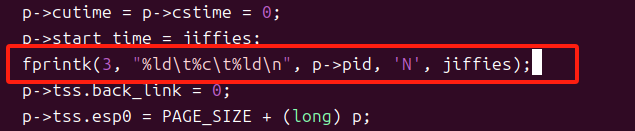 p->cutime = p->cstime = 0;
p->start_time = jiffies;
fprintk(3, "%ld\t%c\t%ld\n", p->pid, 'N', jiffies);
p->tss.back_link = 0;
p->tss.esp0 = PAGE_SIZE + (long) p;